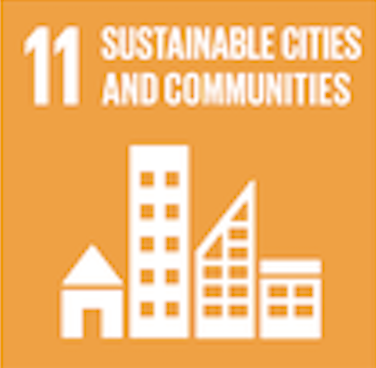 11 SUSTAINABLE CITIES
AND COMMUNITIES